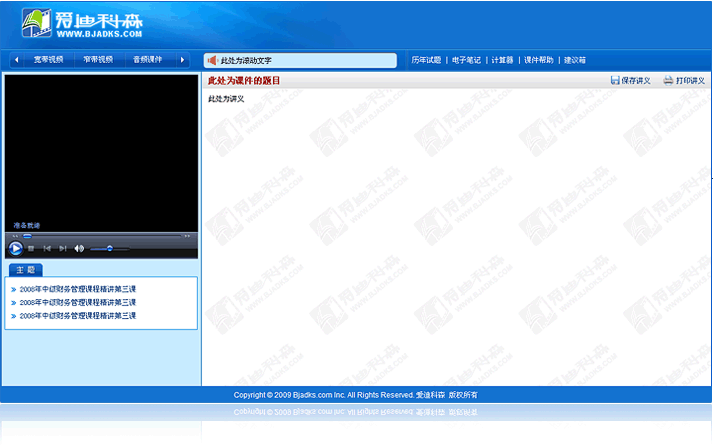 爱迪科森
WWW.BJADKS.COM
宽带视频 窄带视频 音频课件
此处为滚动文字
历年试题 | 电子笔记 | 计算器 | 课件帮助 | 建议箱
此处为课件的题目
保存讲义 打印讲义
此处为讲义
准备就绪
主题
2008年中级财务管理课程精讲第三课
2008年中级财务管理课程精讲第三课
2008年中级财务管理课程精讲第三课
Copyright © 2009 Bjadks.com Inc. All Rights Reserved. 爱迪科森 版权所有